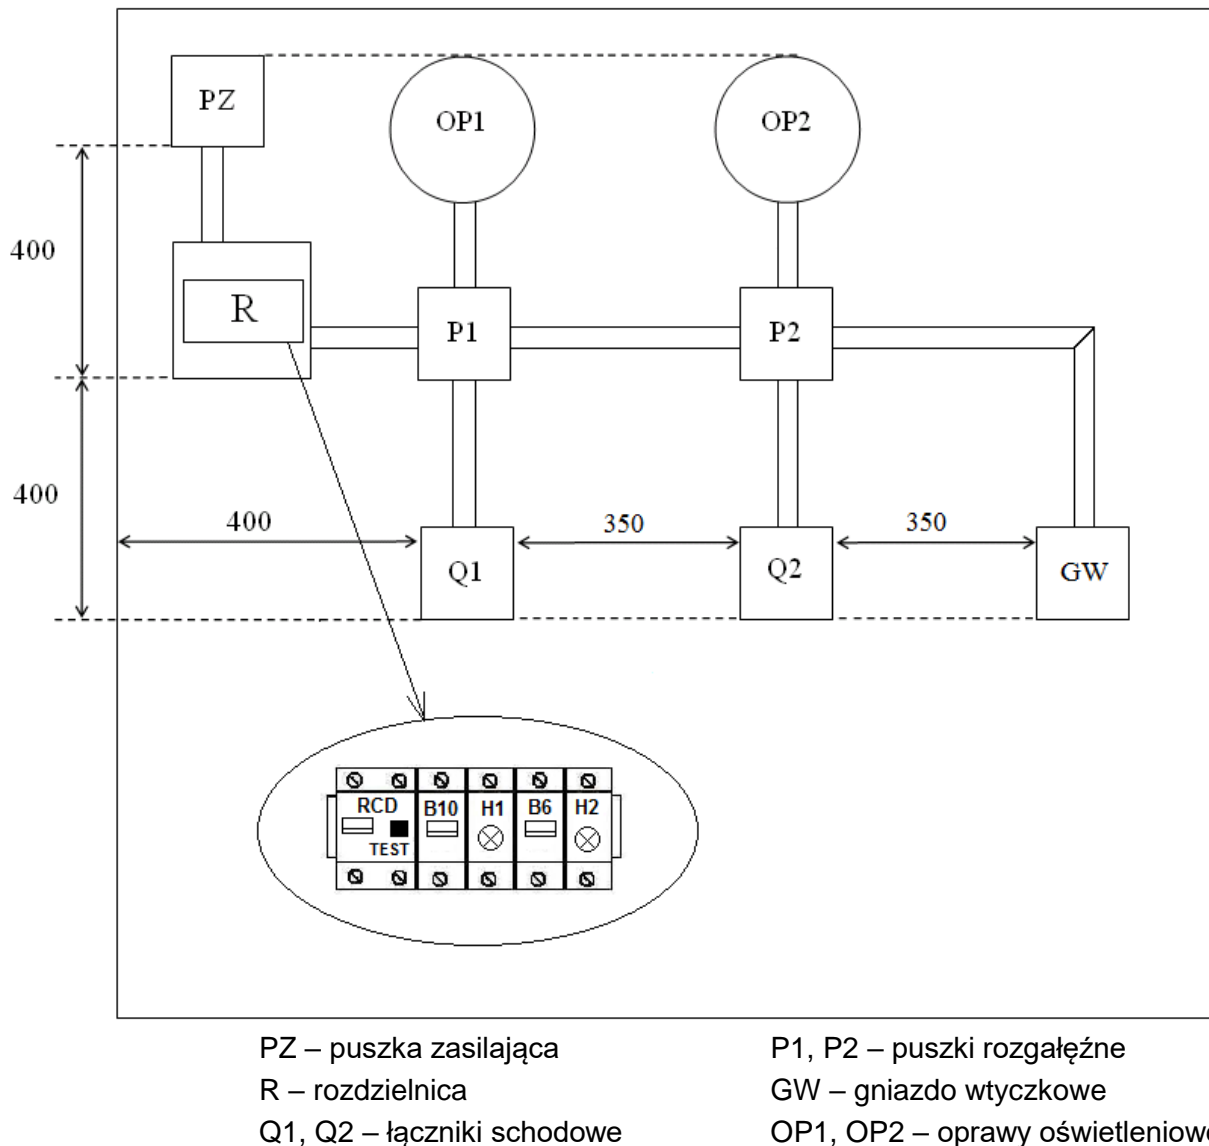 PZ
OP1
OP2
400
R
P1
P2
400
400
350
350
Q1
Q2
GW
RCD
B10
H1
B6
H2
TEST
PZ – puszka zasilająca
P1, P2 – puszki rozgałęźne
R – rozdzielnica
GW – gniazdo wtyczkowe
Q1, Q2 – łączniki schodowe
OP1, OP2 – oprawy oświetleniowe